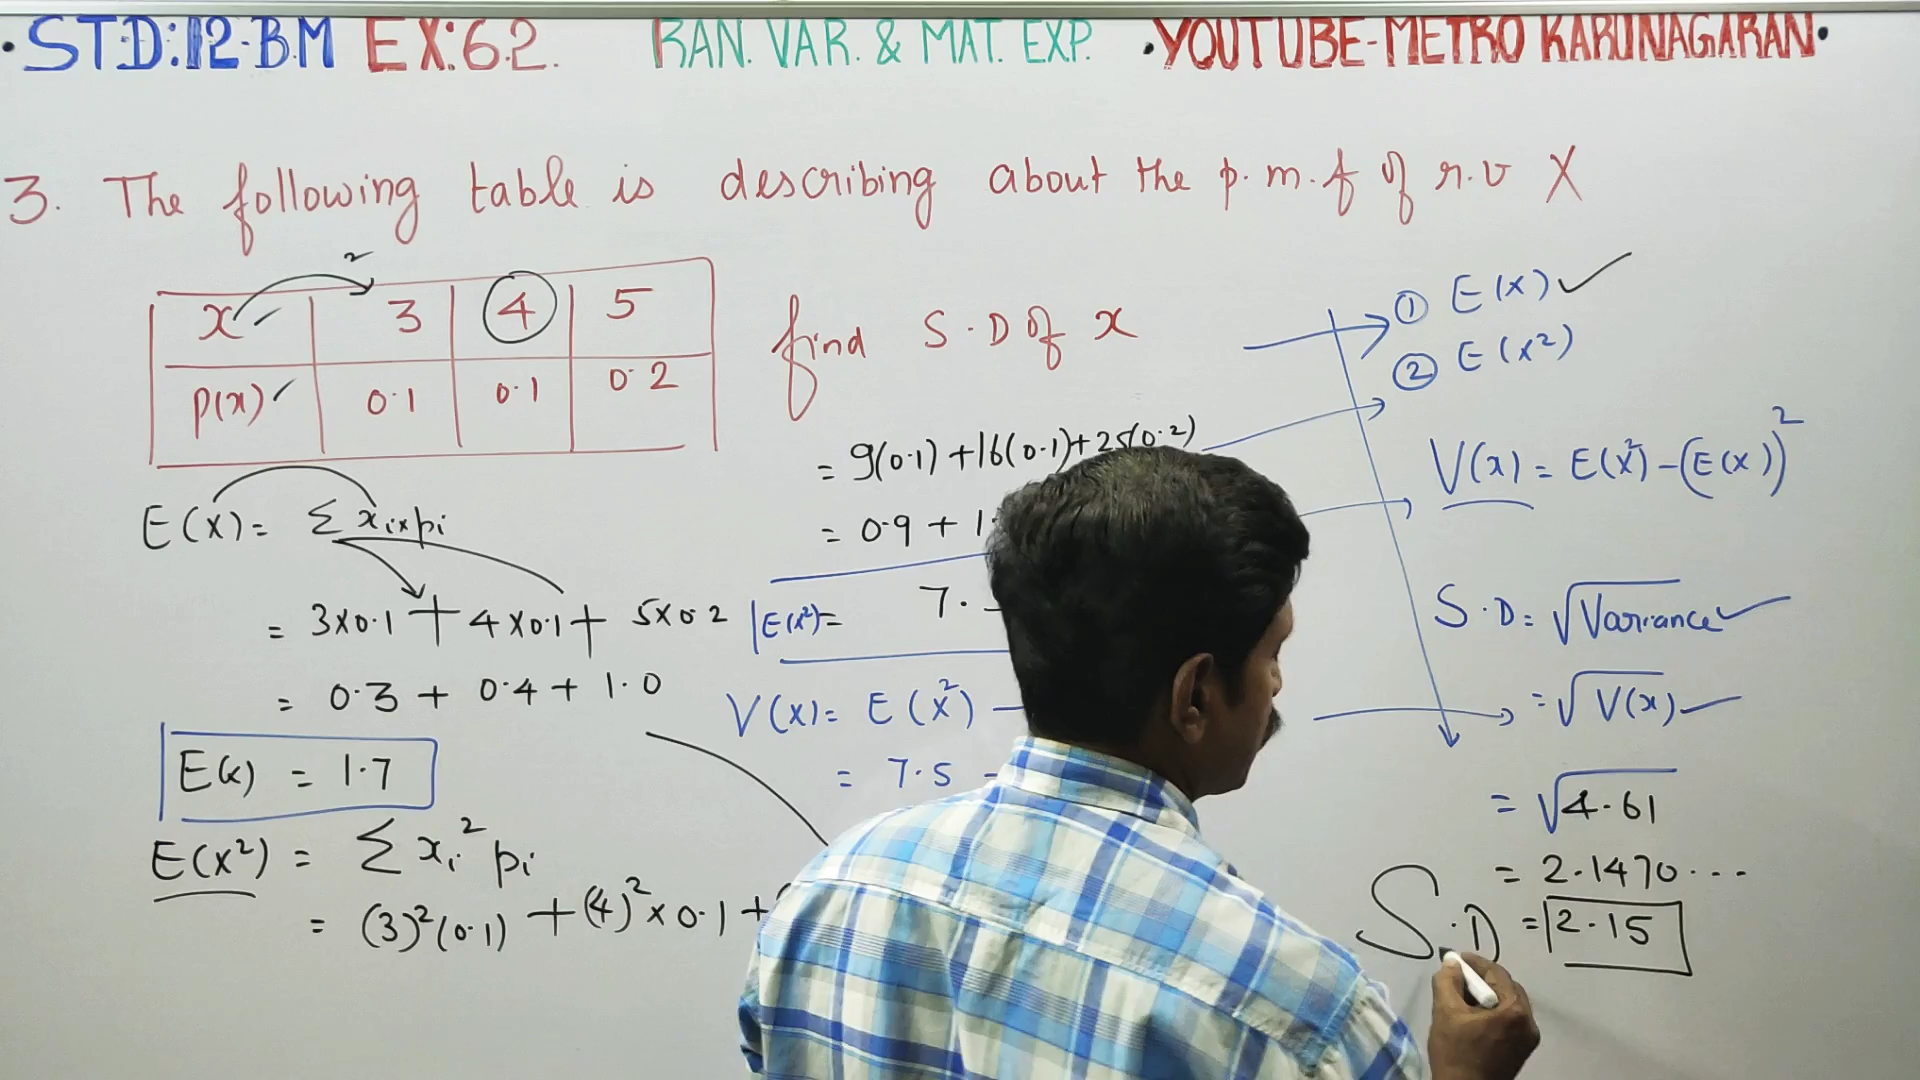 ·STD:12-B.M EX:6.2. RAN. VAR. & MAT. EXP. ·YOUTUBE-METRO KARUNAGARAN·
3. The following table is describing about the p.m.f of r.v X
x 3 4 5
p(x) 0.1 0.1 0.2
find S.D of x
E(X) = Σ xi × pi
= 3×0.1 + 4×0.1 + 5×0.2
= 0.3 + 0.4 + 1.0
E(x) = 1.7
E(X²) = Σ xi² pi
= (3)²(0.1) + (4)² × 0.1 +
= 9(0.1) + 16(0.1) + 25(0.2)
= 0.9 + 1.
E(X²) = 7.
V(X) = E(X²) –
= 7.5 –
① E(X) ✓
② E(X²)
V(x) = E(X²) – (E(X))²
S.D = √Variance
= √V(x)
= √4.61
= 2.1470...
S.D = 2.15